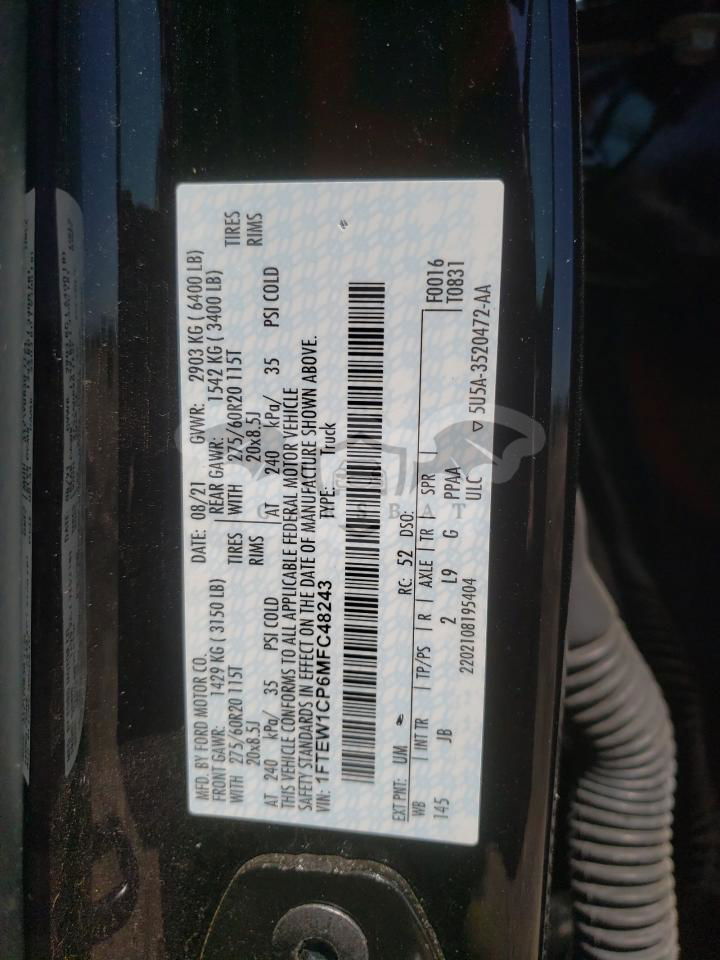 MFD. BY FORD MOTOR CO.
DATE: 08/21 GVWR: 2903 KG ( 6400 LB)
FRONT GAWR: 1429 KG ( 3150 LB) REAR GAWR: 1542 KG ( 3400 LB)
WITH 275/60R20 115T TIRES WITH 275/60R20 115T TIRES
20x8.5J RIMS 20x8.5J RIMS
AT 240 kPa/ 35 PSI COLD AT 240 kPa/ 35 PSI COLD
THIS VEHICLE CONFORMS TO ALL APPLICABLE FEDERAL MOTOR VEHICLE
SAFETY STANDARDS IN EFFECT ON THE DATE OF MANUFACTURE SHOWN ABOVE.
VIN: 1FTEW1CP6MFC48243 TYPE: Truck
EXT PNT: UM RC: 52 DSO: F0016
WB INT TR TP/PS R AXLE TR SPR T0831
145 JB 2 L9 G PPAA
2202108195404 ULC ▽ 5U5A-3520472-AA